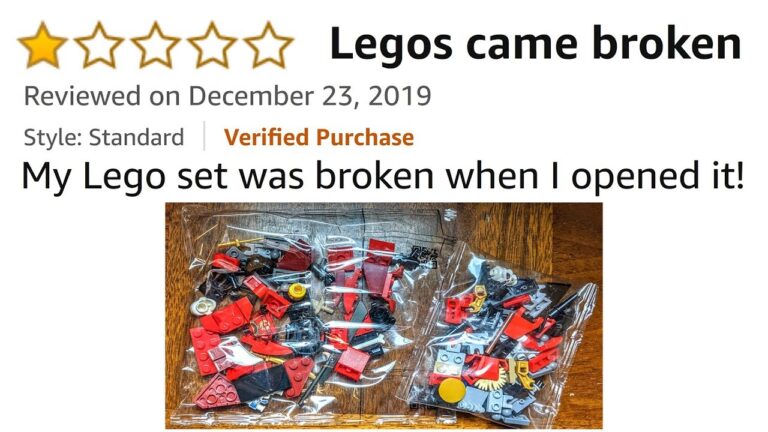 Legos came broken
Reviewed on December 23, 2019
Style: Standard | Verified Purchase
My Lego set was broken when I opened it!